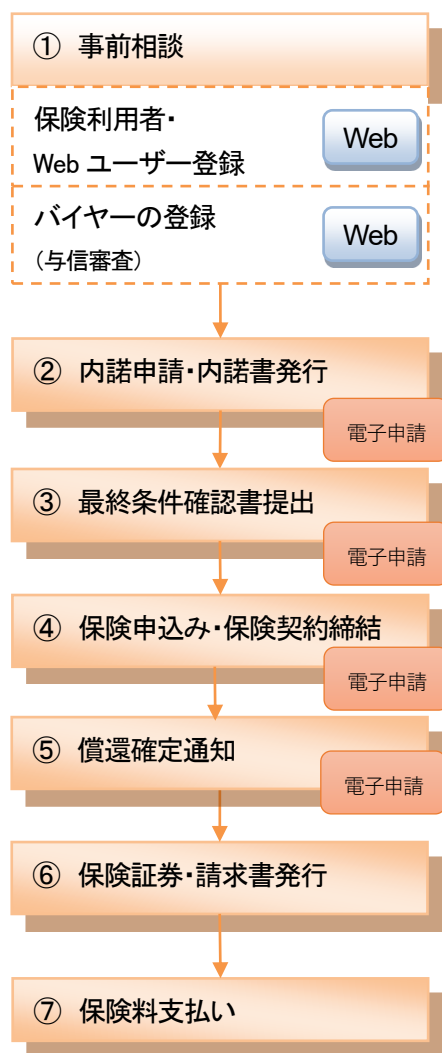 ① 事前相談
保険利用者・
Web ユーザー登録
Web
バイヤーの登録
(与信審査)
Web
② 内諾申請・内諾書発行
電子申請
③ 最終条件確認書提出
電子申請
④ 保険申込み・保険契約締結
電子申請
⑤ 償還確定通知
電子申請
⑥ 保険証券・請求書発行
⑦ 保険料支払い